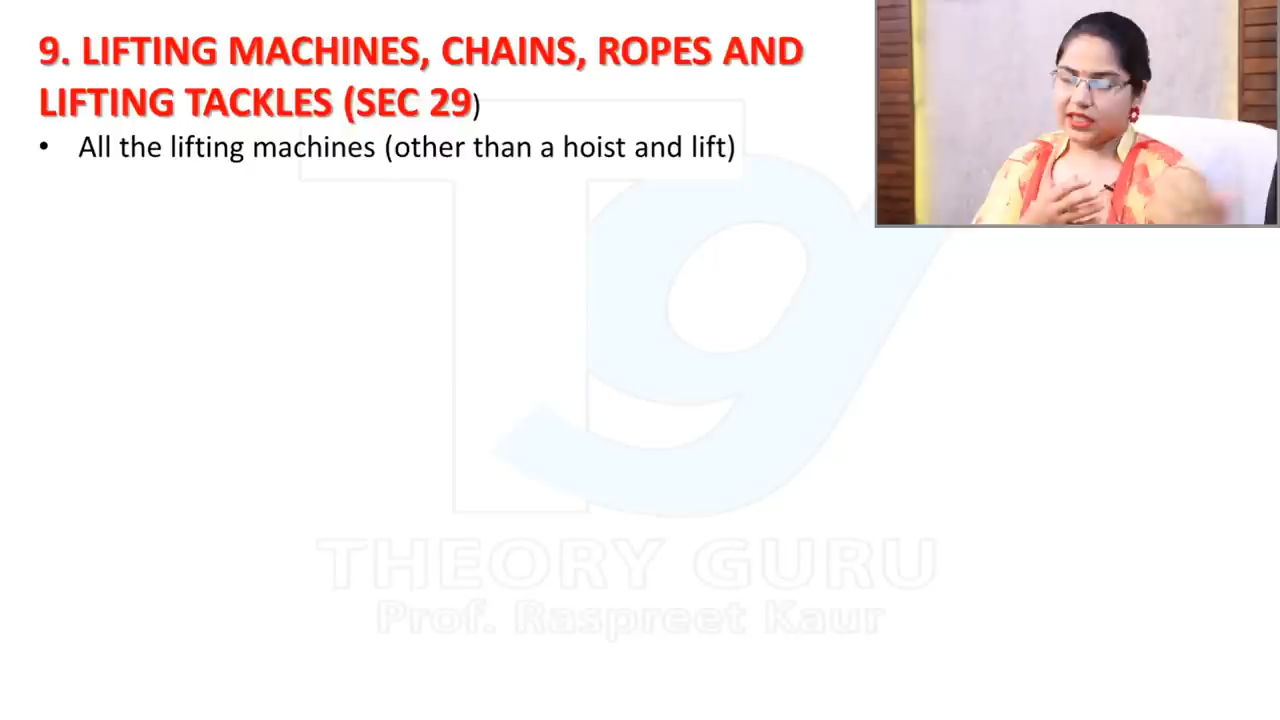 9. LIFTING MACHINES, CHAINS, ROPES AND
LIFTING TACKLES (SEC 29)
• All the lifting machines (other than a hoist and lift)
Tg
THEORY GURU
Prof. Raspreet Kaur